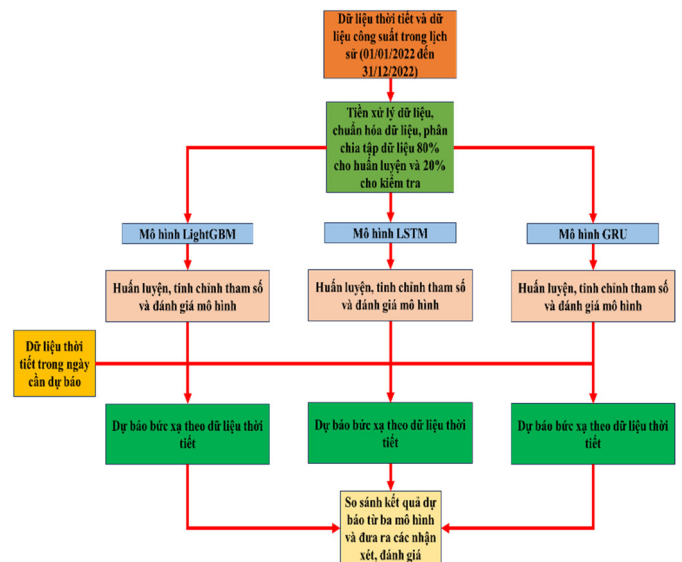 Dữ liệu thời tiết và dữ
liệu công suất trong lịch
sử (01/01/2022 đến
31/12/2022)
Tiền xử lý dữ liệu,
chuẩn hóa dữ liệu, phân
chia tập dữ liệu 80%
cho huấn luyện và 20%
cho kiểm tra
Mô hình LightGBM
Mô hình LSTM
Mô hình GRU
Huấn luyện, tinh chỉnh tham số
và đánh giá mô hình
Huấn luyện, tinh chỉnh tham số
và đánh giá mô hình
Huấn luyện, tinh chỉnh tham số
và đánh giá mô hình
Dữ liệu thời
tiết trong ngày
cần dự báo
Dự báo bức xạ theo dữ liệu thời
tiết
Dự báo bức xạ theo dữ liệu thời
tiết
Dự báo bức xạ theo dữ liệu thời
tiết
So sánh kết quả dự
báo từ ba mô hình
và đưa ra các nhận
xét, đánh giá